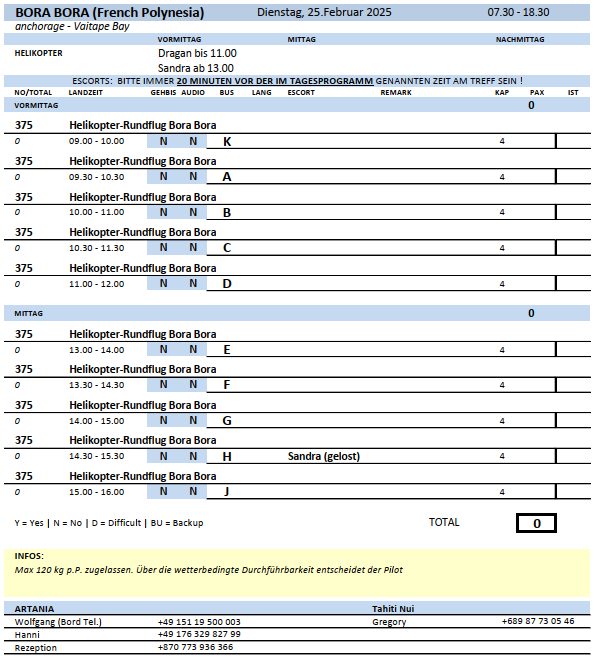 BORA BORA (French Polynesia) Dienstag, 25.Februar 2025 07.30 - 18.30
anchorage - Vaitape Bay
VORMITTAG MITTAG NACHMITTAG
HELIKOPTER Dragan bis 11.00
Sandra ab 13.00
ESCORTS: BITTE IMMER 20 MINUTEN VOR DER IM TAGESPROGRAMM GENANNTEN ZEIT AM TREFF SEIN !
NO/TOTAL LANDZEIT GEHBIS AUDIO BUS LANG ESCORT REMARK KAP PAX IST
VORMITTAG 0
375 Helikopter-Rundflug Bora Bora
0 09.00 - 10.00 N N K 4
375 Helikopter-Rundflug Bora Bora
0 09.30 - 10.30 N N A 4
375 Helikopter-Rundflug Bora Bora
0 10.00 - 11.00 N N B 4
375 Helikopter-Rundflug Bora Bora
0 10.30 - 11.30 N N C 4
375 Helikopter-Rundflug Bora Bora
0 11.00 - 12.00 N N D 4
MITTAG 0
375 Helikopter-Rundflug Bora Bora
0 13.00 - 14.00 N N E 4
375 Helikopter-Rundflug Bora Bora
0 13.30 - 14.30 N N F 4
375 Helikopter-Rundflug Bora Bora
0 14.00 - 15.00 N N G 4
375 Helikopter-Rundflug Bora Bora
0 14.30 - 15.30 N N H Sandra (gelost) 4
375 Helikopter-Rundflug Bora Bora
0 15.00 - 16.00 N N J 4
Y = Yes | N = No | D = Difficult | BU = Backup TOTAL 0
INFOS:
Max 120 kg p.P. zugelassen. Über die wetterbedingte Durchführbarkeit entscheidet der Pilot
ARTANIA Tahiti Nui
Wolfgang (Bord Tel.) +49 151 19 500 003 Gregory +689 87 73 05 46
Hanni +49 176 329 827 99
Rezeption +870 773 936 366